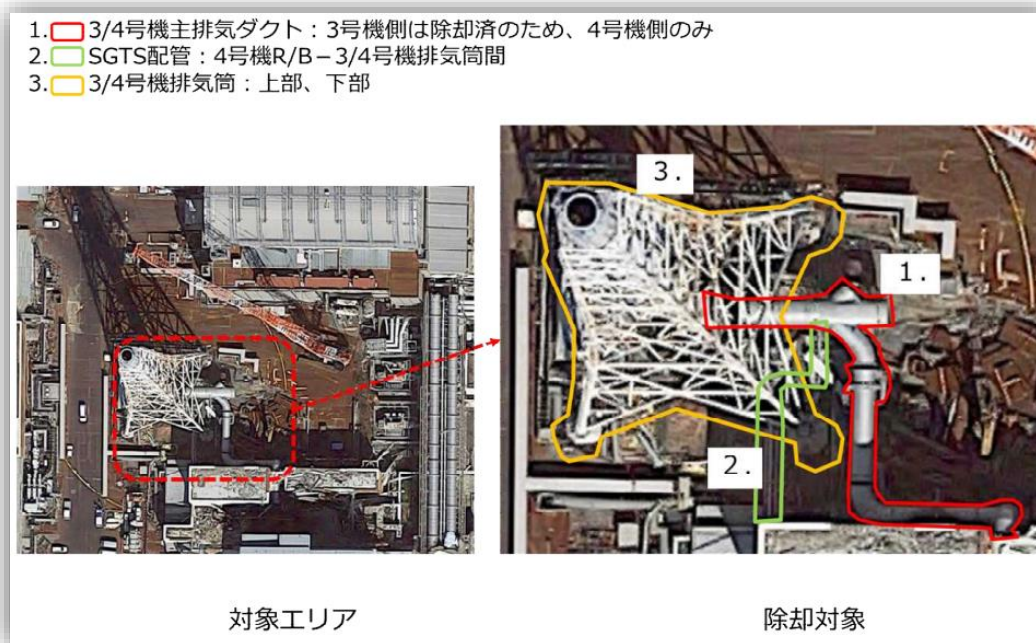 1. 3/4号機主排気ダクト：3号機側は除却済のため、4号機側のみ
2. SGTS配管：4号機R/B－3/4号機排気筒間
3. 3/4号機排気筒：上部、下部
3.
1.
2.
対象エリア
除却対象